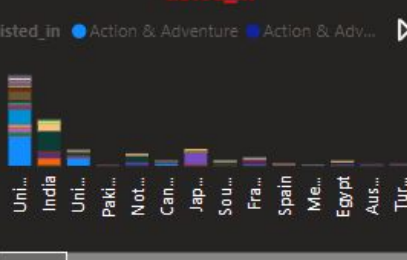 isted_in Action & Adventure Action & Adv...
Uni...
India
Uni...
Paki...
Not...
Can...
Jap...
Sou...
Fra...
Spain
Me...
Egypt
Aus...
Tur...